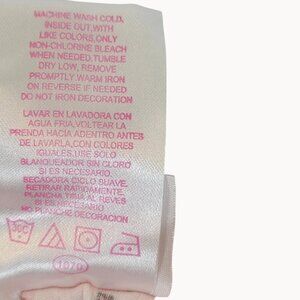 MACHINE WASH COLD,
INSIDE OUT, WITH
LIKE COLORS, ONLY
NON-CHLORINE BLEACH
WHEN NEEDED, TUMBLE
DRY LOW, REMOVE
PROMPTLY. WARM IRON
ON REVERSE IF NEEDED
DO NOT IRON DECORATION
LAVAR EN LAVADORA CON
AGUA FRIA, VOLTEAR LA
PRENDA HACIA ADENTRO ANTES
DE LAVARLA, CON COLORES
IGUALES. USE SOLO
BLANQUEADOR SIN CLORO
SI ES NECESARIO
SECADORA CICLO SUAVE.
RETIRAR RAPIDAMENTE.
PLANCHA TIBIA AL REVES
SI ES NECESARIO
NO PLANCHE DECORACION
30C
1070